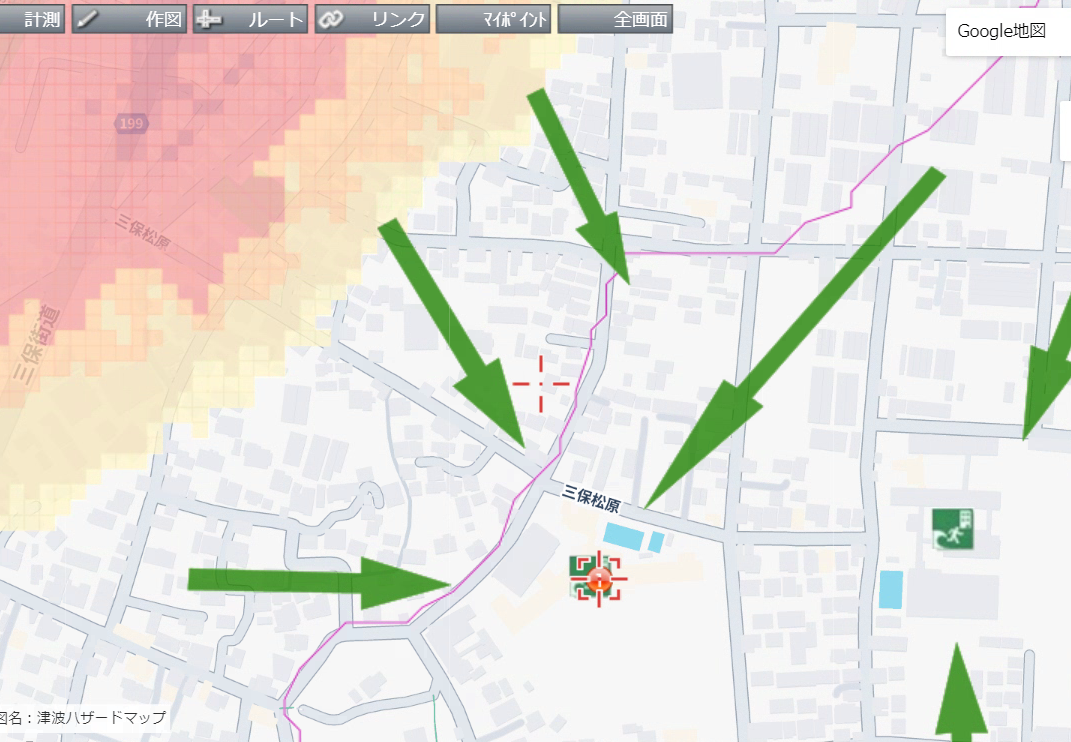 計測
作図
ルート
リンク
ﾏｲﾎﾟｲﾝﾄ
全画面
Google地図
199
三保松原
三保街道
三保松原
図名：津波ハザードマップ